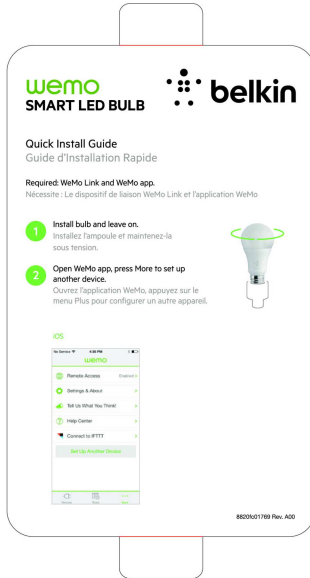 wemo
SMART LED BULB
belkin
Quick Install Guide
Guide d'Installation Rapide
Required: WeMo Link and WeMo app.
Nécessite : Le dispositif de liaison WeMo Link et l'application WeMo
1
Install bulb and leave on.
Installez l'ampoule et maintenez-la
sous tension.
2
Open WeMo app, press More to set up
another device.
Ouvrez l'application WeMo, appuyez sur le
menu Plus pour configurer un autre appareil.
iOS
No Service 4:35 PM
wemo
Remote Access Enabled
Settings & About
Tell Us What You Think!
Help Center
Connect to IFTTT
Set Up Another Device
8820fc01769 Rev. A00